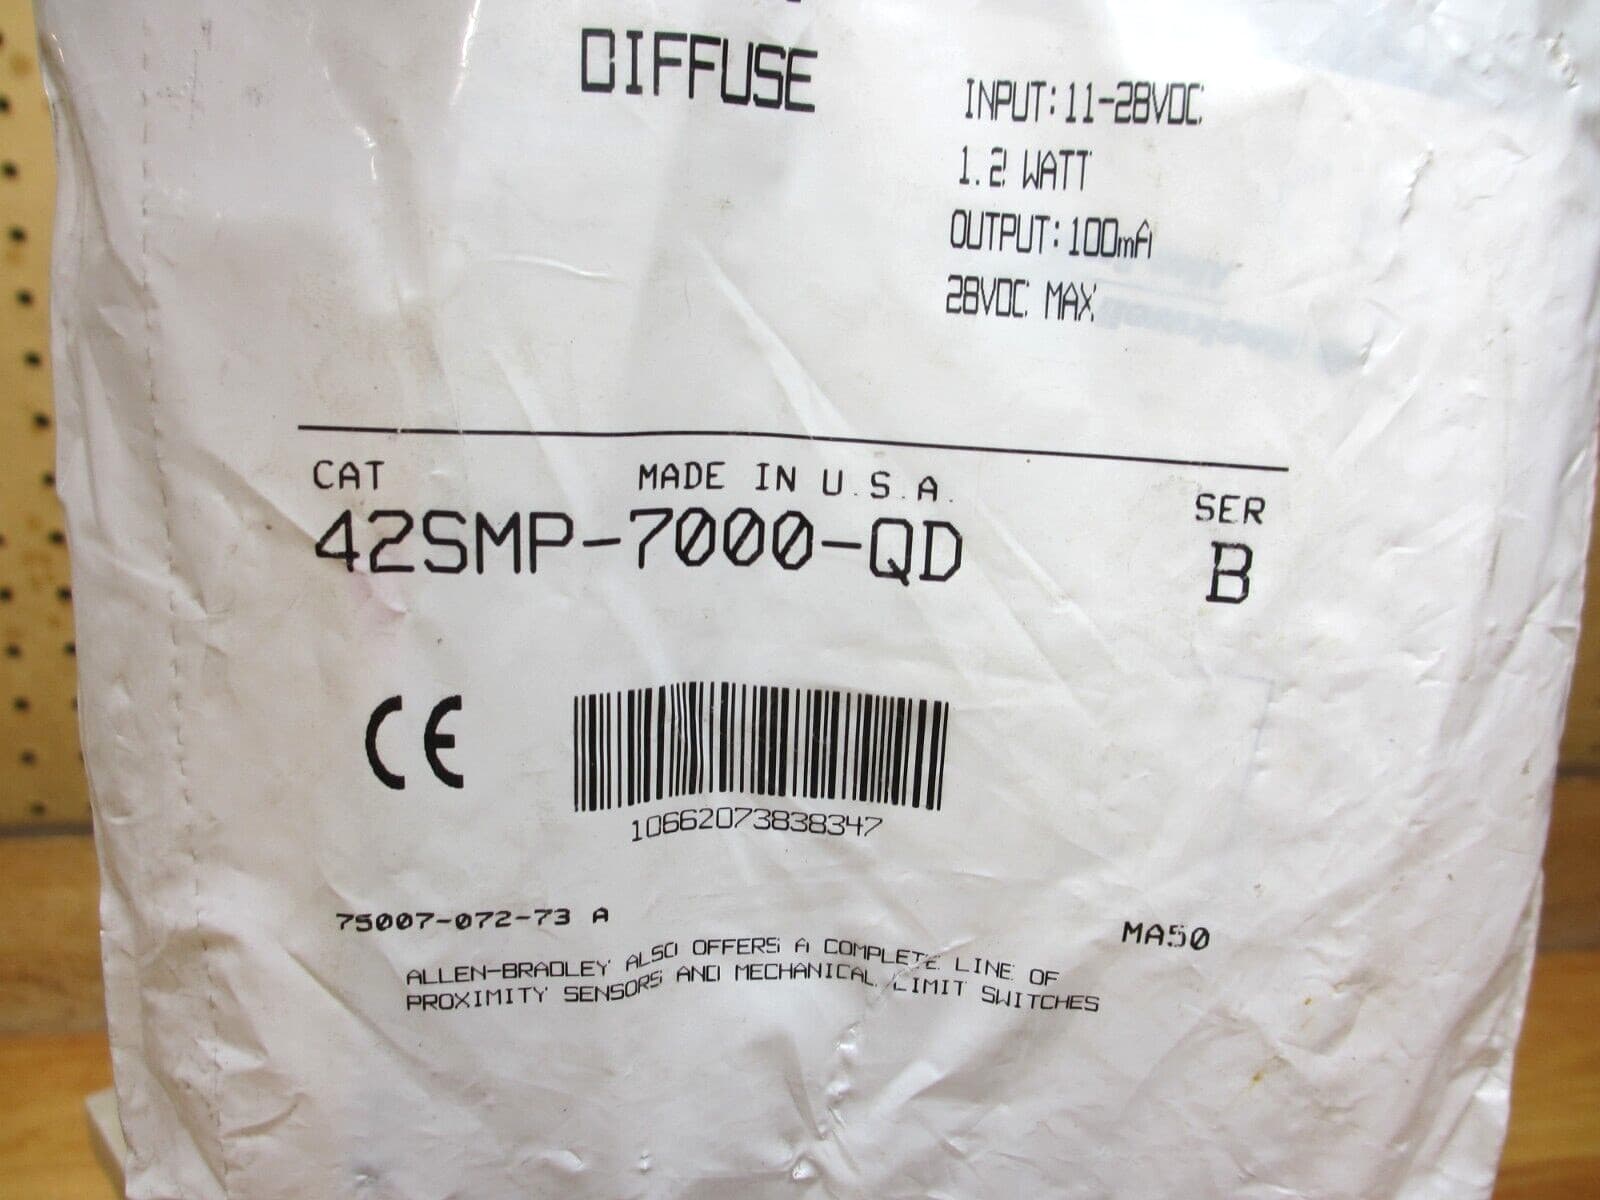 DIFFUSE
INPUT: 11-28VDC
1.2 WATT
OUTPUT: 100mA
28VDC MAX
CAT
MADE IN U.S.A.
SER
42SMP-7000-QD
B
CE
10662073838347
75007-072-73 A
MA50
ALLEN-BRADLEY ALSO OFFERS A COMPLETE LINE OF
PROXIMITY SENSORS AND MECHANICAL LIMIT SWITCHES